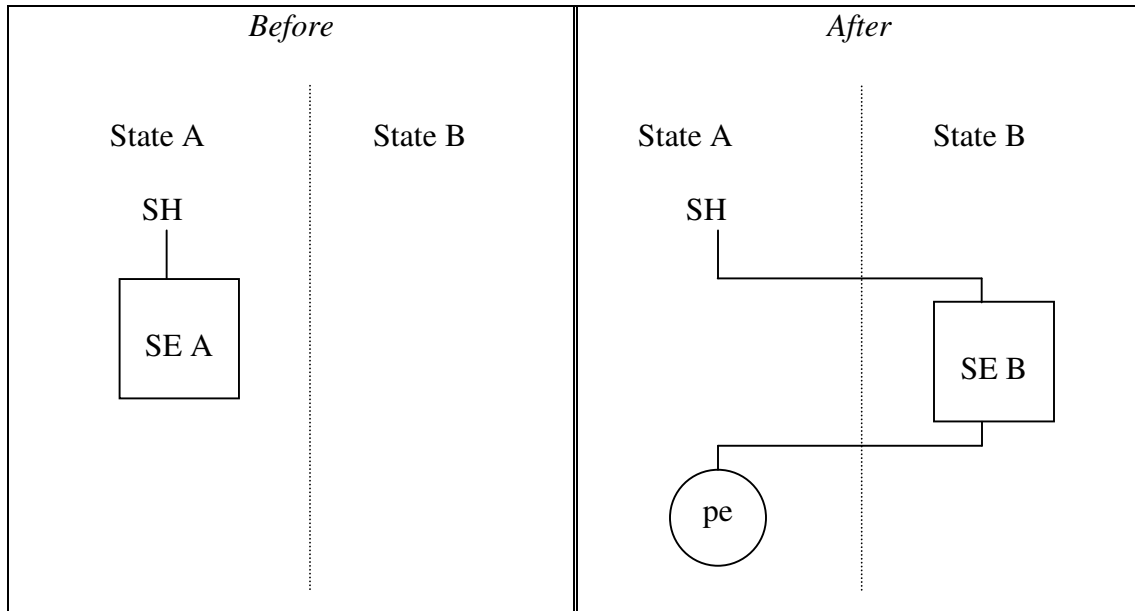 Before
State A
State B
SH
SE A
After
State A
State B
SH
SE B
pe